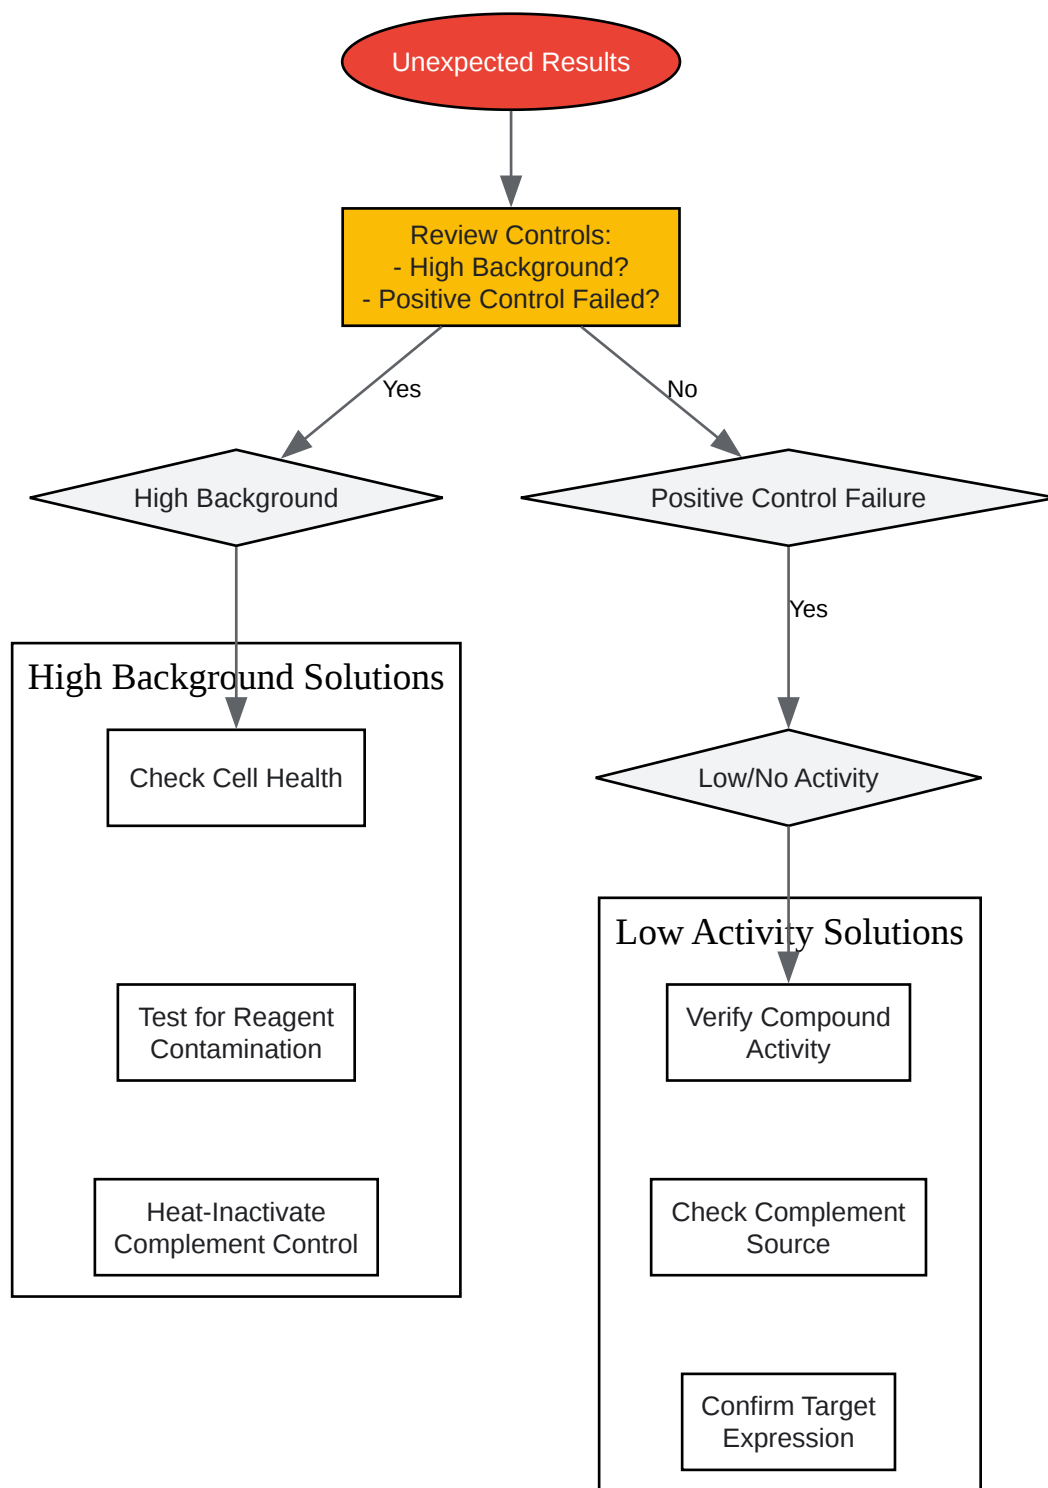 Unexpected Results
Review Controls:
- High Background?
- Positive Control Failed?
Yes
No
High Background
Positive Control Failure
Yes
High Background Solutions
Check Cell Health
Low/No Activity
Low Activity Solutions
Test for Reagent
Contamination
Verify Compound
Activity
Heat-Inactivate
Complement Control
Check Complement
Source
Confirm Target
Expression